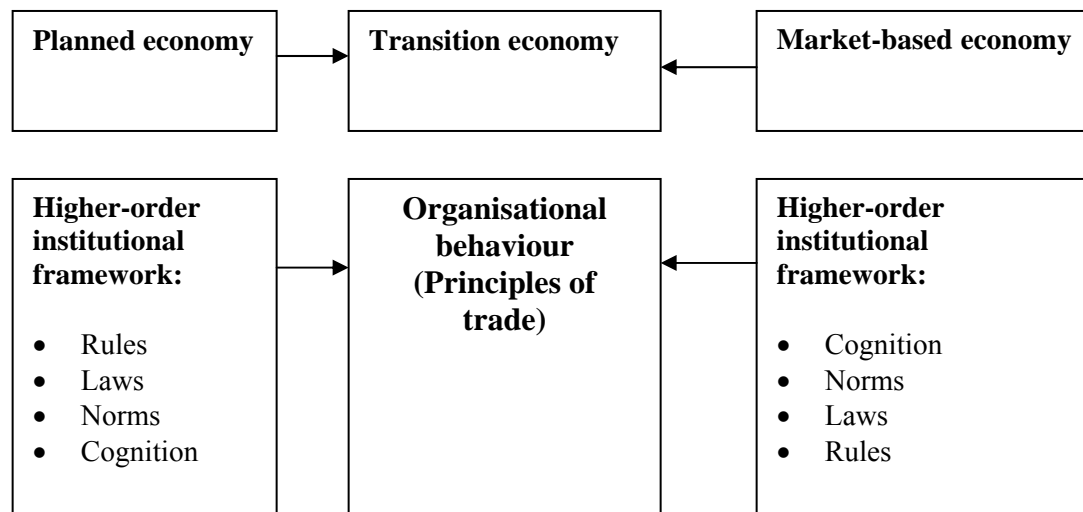 Planned economy
Transition economy
Market-based economy
Higher-order
institutional
framework:
• Rules
• Laws
• Norms
• Cognition
Organisational
behaviour
(Principles of
trade)
Higher-order
institutional
framework:
• Cognition
• Norms
• Laws
• Rules